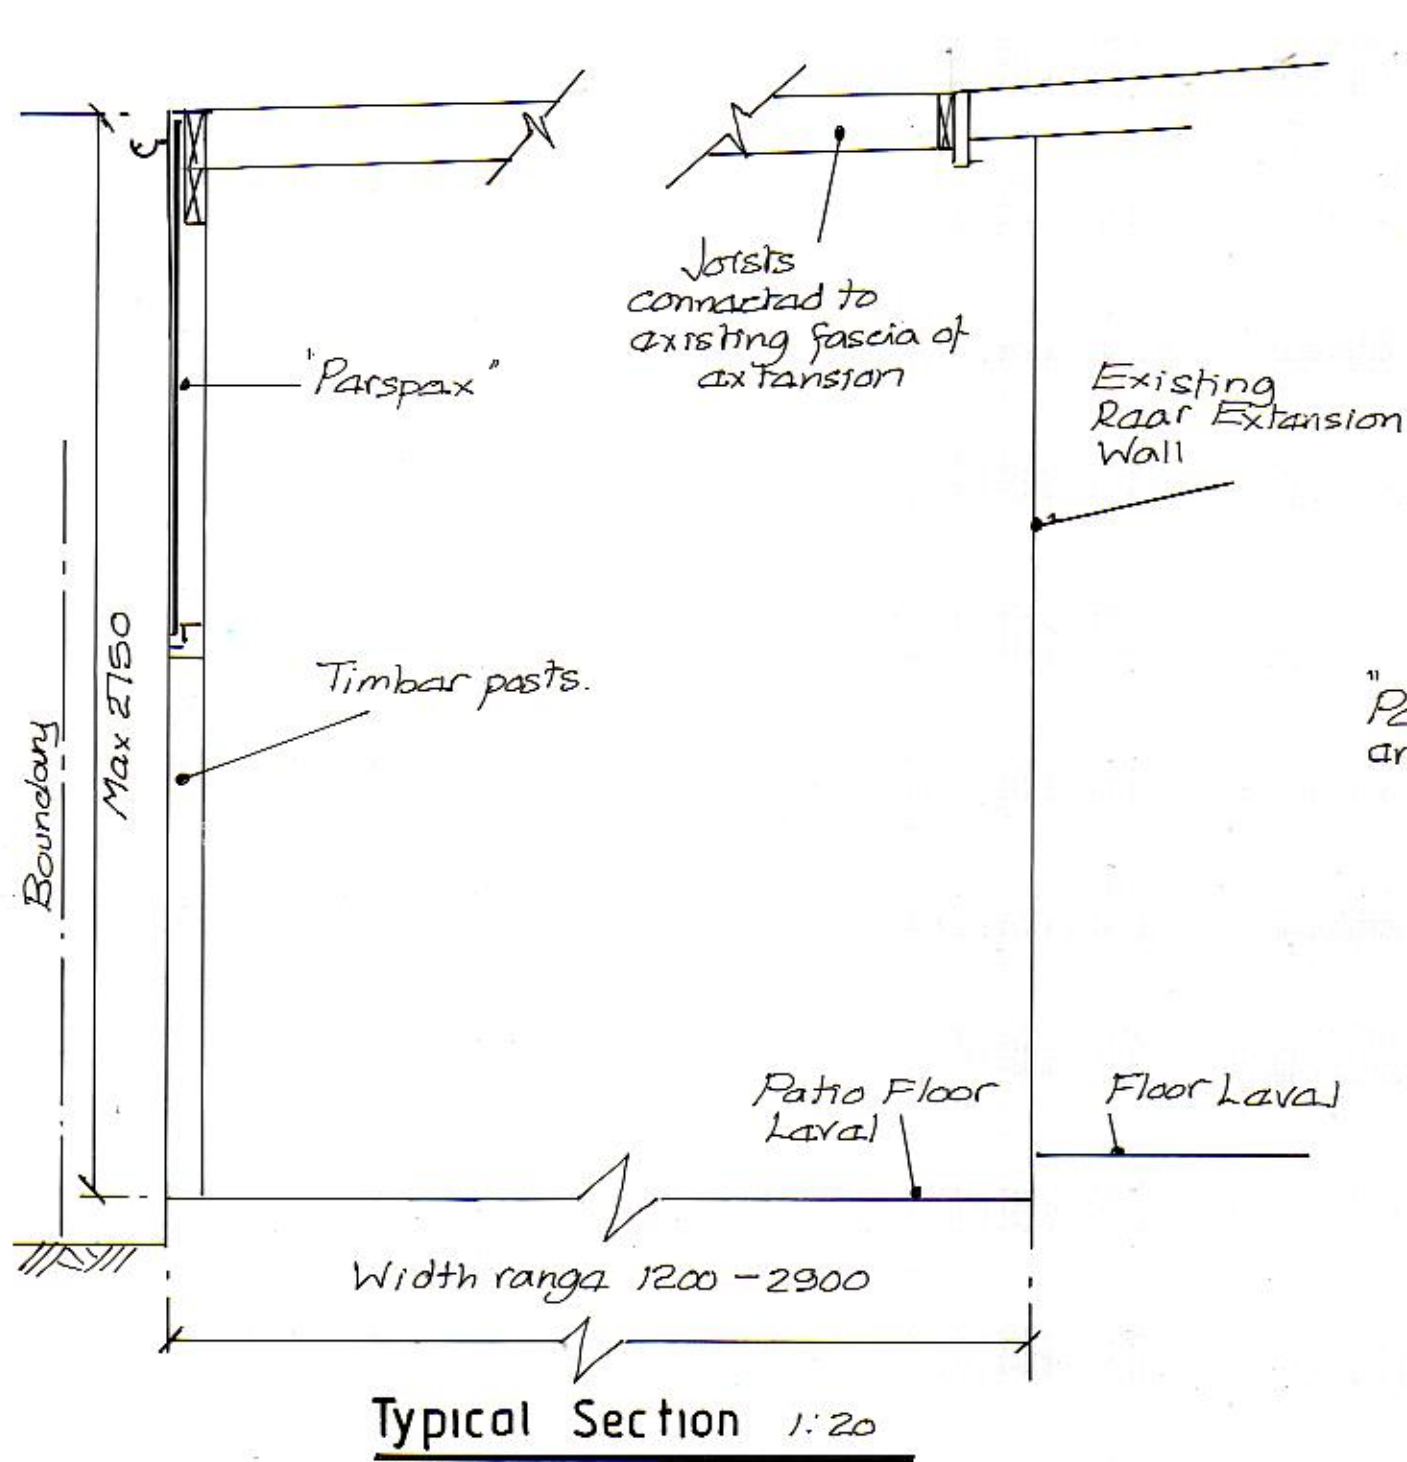 Joists
connected to
existing fascia of
extension
"Perspex"
Existing
Rear Extension
Wall
Timber posts.
Max 2750
Boundary
Patio Floor
Level
Floor Level
Width range 1200 - 2900
Typical Section 1:20